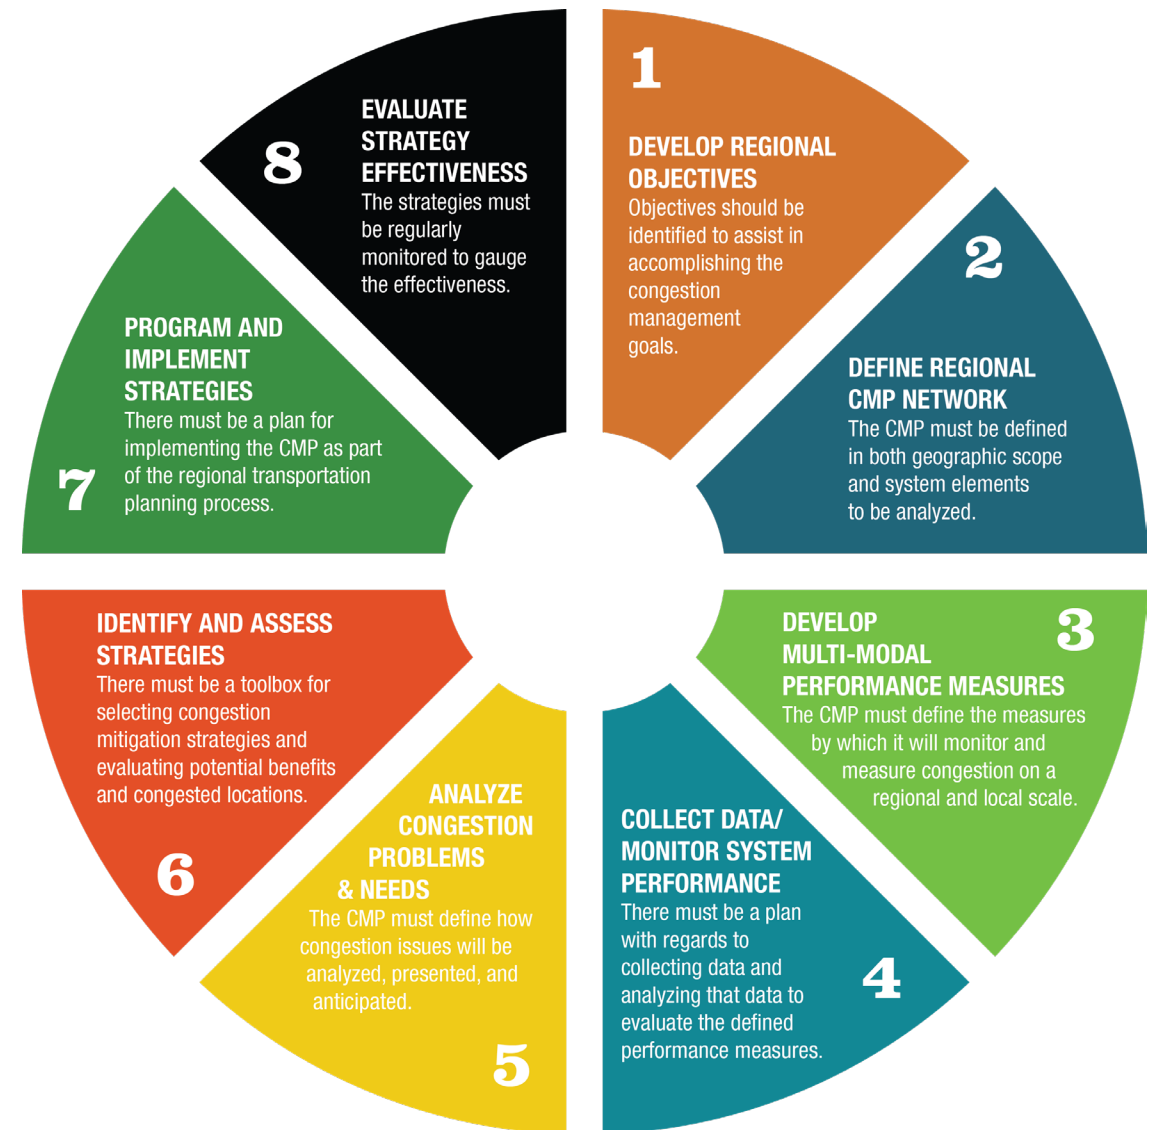 1
DEVELOP REGIONAL
OBJECTIVES
Objectives should be
identified to assist in
accomplishing the
congestion
management
goals.
2
DEFINE REGIONAL
CMP NETWORK
The CMP must be defined
in both geographic scope
and system elements
to be analyzed.
3
DEVELOP
MULTI-MODAL
PERFORMANCE MEASURES
The CMP must define the measures
by which it will monitor and
measure congestion on a
regional and local scale.
4
COLLECT DATA/
MONITOR SYSTEM
PERFORMANCE
There must be a plan
with regards to
collecting data and
analyzing that data to
evaluate the defined
performance measures.
5
ANALYZE
CONGESTION
PROBLEMS
& NEEDS
The CMP must define how
congestion issues will be
analyzed, presented, and
anticipated.
6
IDENTIFY AND ASSESS
STRATEGIES
There must be a toolbox for
selecting congestion
mitigation strategies and
evaluating potential benefits
and congested locations.
7
PROGRAM AND
IMPLEMENT
STRATEGIES
There must be a plan for
implementing the CMP as part
of the regional transportation
planning process.
8
EVALUATE
STRATEGY
EFFECTIVENESS
The strategies must
be regularly
monitored to gauge
the effectiveness.